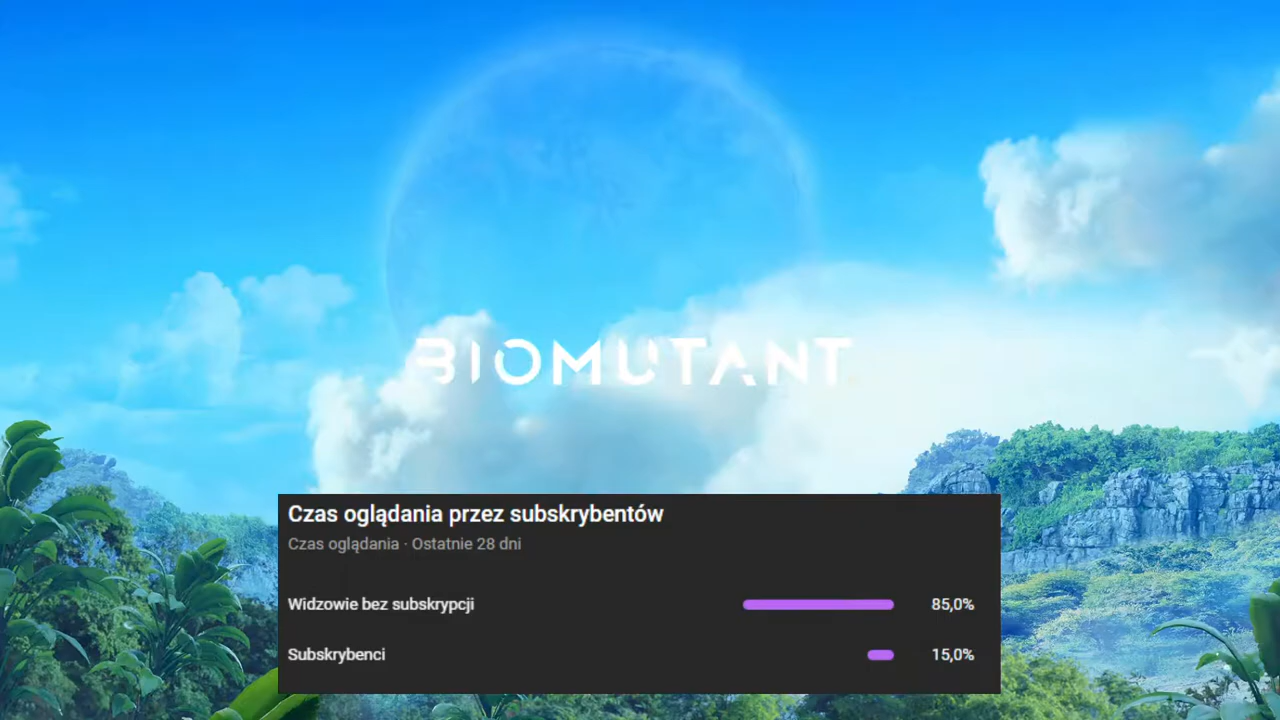 BIOMUTANT
Czas oglądania przez subskrybentów
Czas oglądania · Ostatnie 28 dni
Widzowie bez subskrypcji 85,0%
Subskrybenci 15,0%